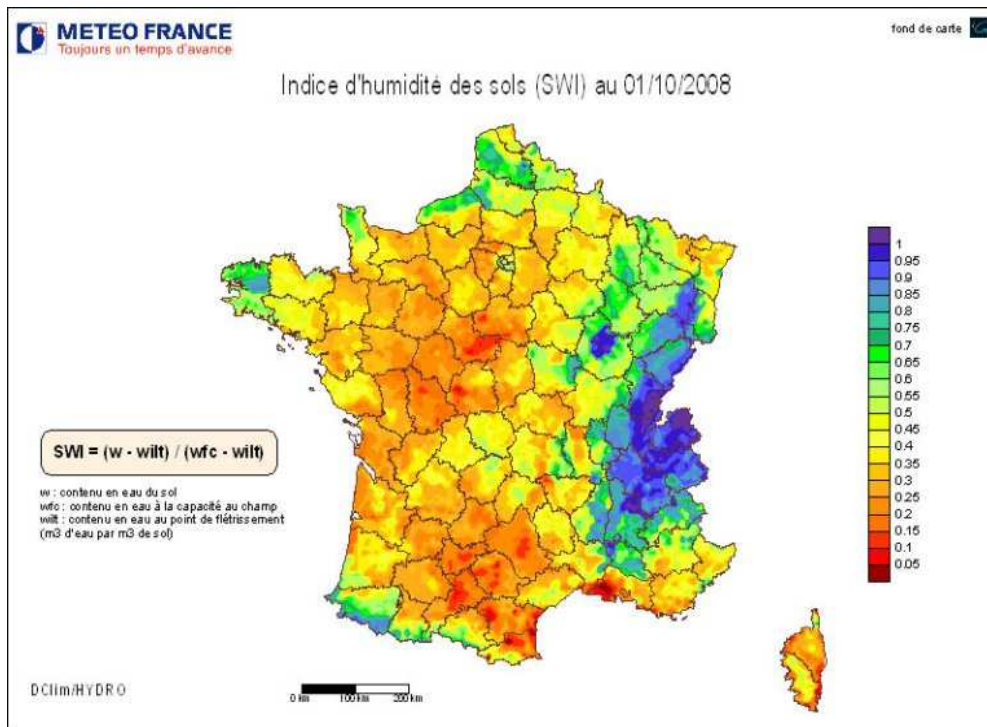 METEO FRANCE
Toujours un temps d'avance
fond de carte
Indice d'humidité des sols (SWI) au 01/10/2008
1
0.95
0.9
0.85
0.8
0.75
0.7
0.65
0.6
0.55
0.5
0.45
0.4
0.35
0.3
0.25
0.2
0.15
0.1
0.05
SWI = (w - wilt) / (wfc - wilt)
w : contenu en eau du sol
wfc : contenu en eau à la capacité au champ
wilt : contenu en eau au point de flétrissement
(m3 d'eau par m3 de sol)
DClim/HYDRO
0 km 100 km 200 km